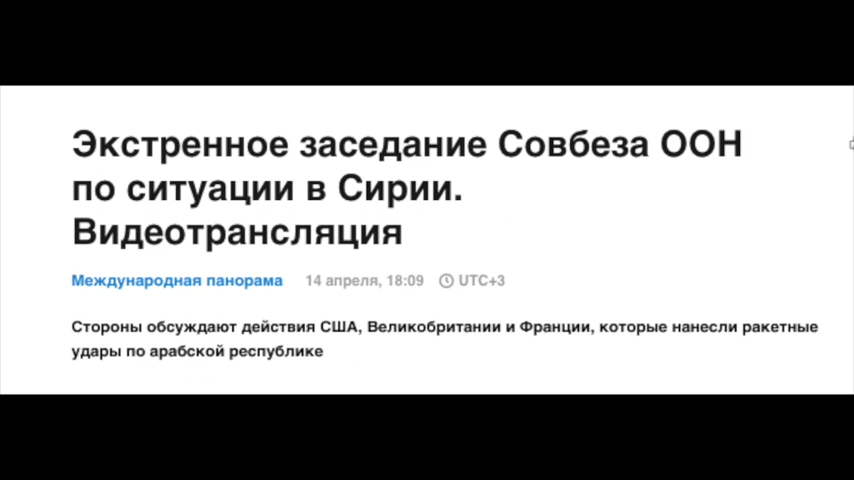 Экстренное заседание Совбеза ООН
по ситуации в Сирии.
Видеотрансляция
Международная панорама 14 апреля, 18:09 UTC+3
Стороны обсуждают действия США, Великобритании и Франции, которые нанесли ракетные
удары по арабской республике